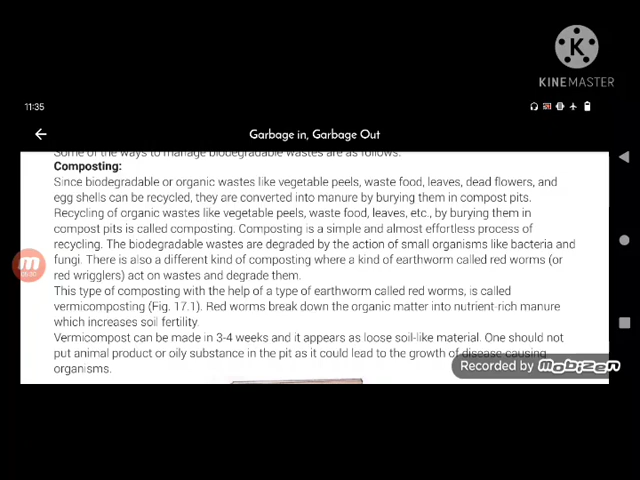 K
KINEMASTER
11:35
Garbage in, Garbage Out
Some of the ways to manage biodegradable wastes are as follows.
Composting:
Since biodegradable or organic wastes like vegetable peels, waste food, leaves, dead flowers, and
egg shells can be recycled, they are converted into manure by burying them in compost pits.
Recycling of organic wastes like vegetable peels, waste food, leaves, etc., by burying them in
compost pits is called composting. Composting is a simple and almost effortless process of
recycling. The biodegradable wastes are degraded by the action of small organisms like bacteria and
fungi. There is also a different kind of composting where a kind of earthworm called red worms (or
red wrigglers) act on wastes and degrade them.
This type of composting with the help of a type of earthworm called red worms, is called
vermicomposting (Fig. 17.1). Red worms break down the organic matter into nutrient-rich manure
which increases soil fertility.
Vermicompost can be made in 3-4 weeks and it appears as loose soil-like material. One should not
put animal product or oily substance in the pit as it could lead to the growth of disease causing
organisms.
Recorded by mobizen